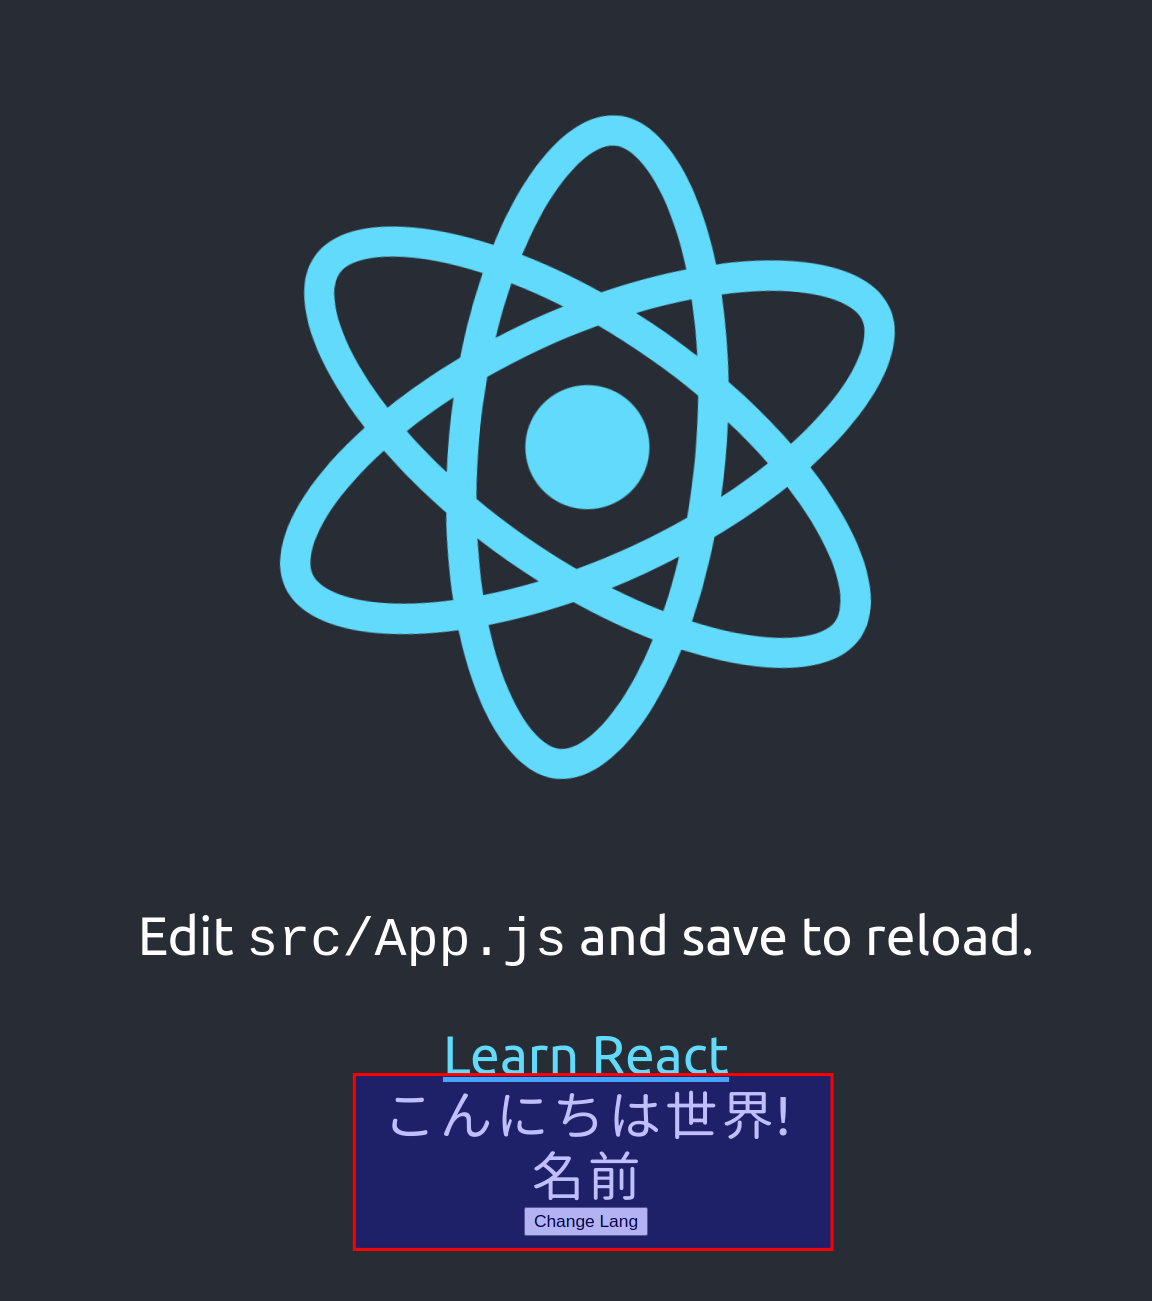 Edit src/App.js and save to reload.
Learn React
こんにちは世界!
名前
Change Lang